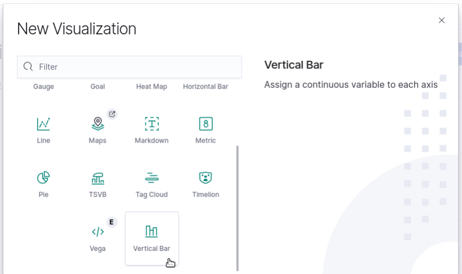 New Visualization
Filter
Gauge Goal Heat Map Horizontal Bar
Line Maps Markdown Metric
T 8
Pie TSVB Tag Cloud Timelion
E
Vega Vertical Bar
Vertical Bar
Assign a continuous variable to each axis